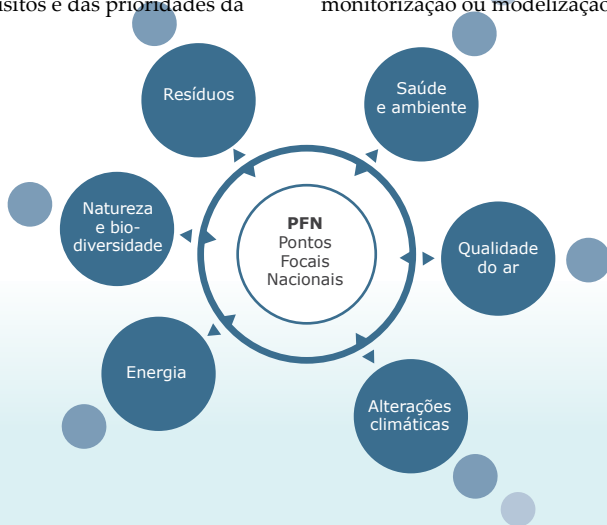 e das prioridades da
monitorização ou modelização
Resíduos
Saúde
e ambiente
Natureza
e bio-
diversidade
PFN
Pontos
Focais
Nacionais
Qualidade
do ar
Energia
Alterações
climáticas